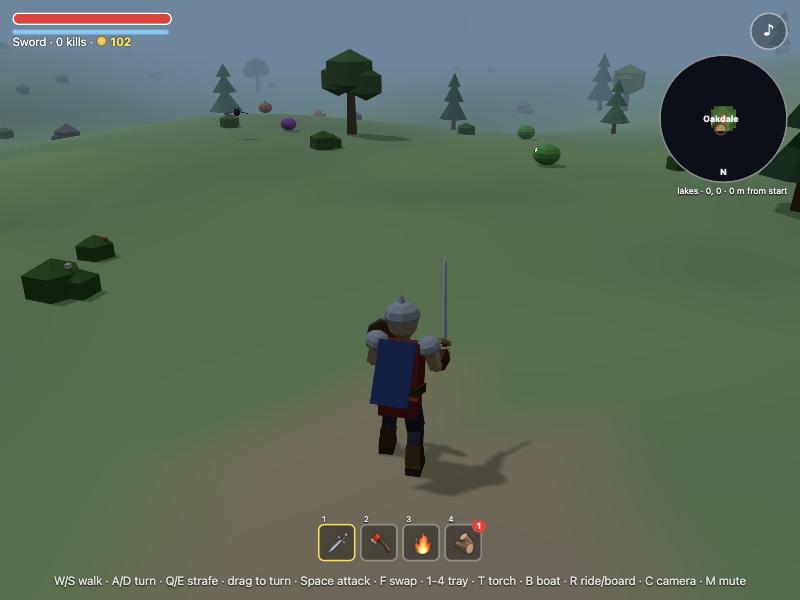 Sword · 0 kills · 102
Oakdale
N
lakes · 0, 0 · 0 m from start
1 2 3 4
1
W/S walk · A/D turn · Q/E strafe · drag to turn · Space attack · F swap · 1-4 tray · T torch · B boat · R ride/board · C camera · M mute